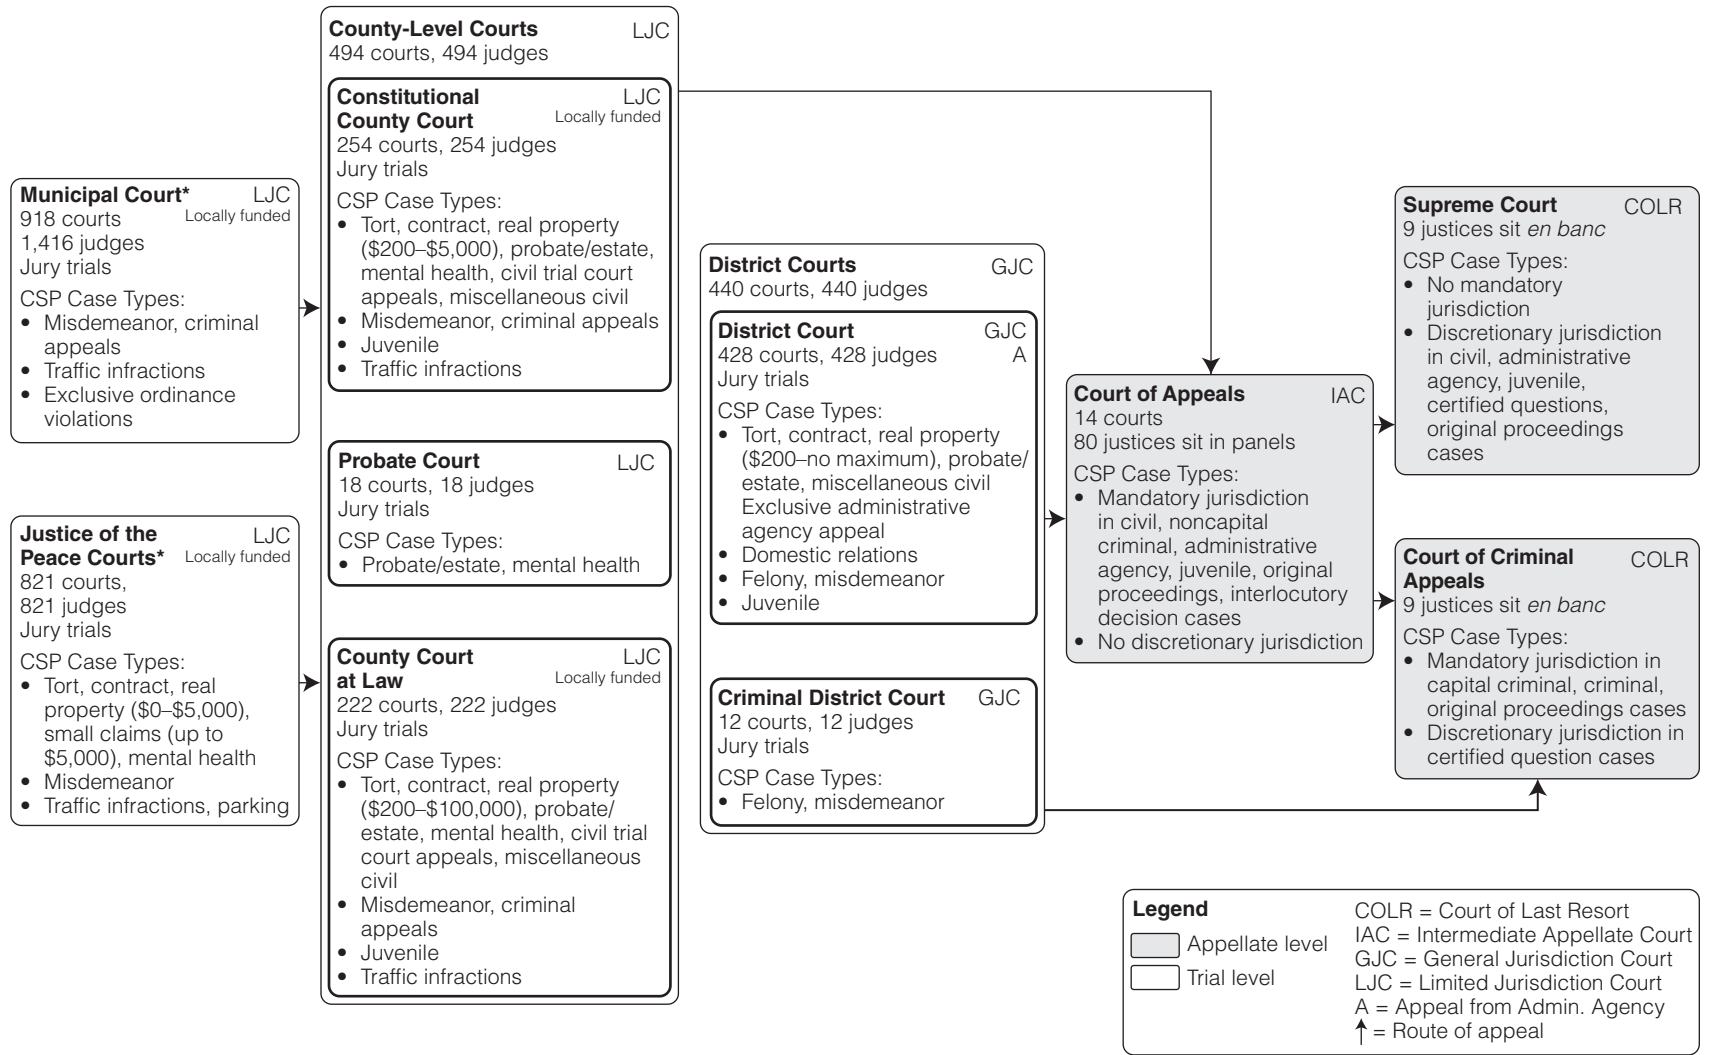 Municipal Court* LJC
918 courts Locally funded
1,416 judges
Jury trials
CSP Case Types:
• Misdemeanor, criminal
appeals
• Traffic infractions
• Exclusive ordinance
violations
Justice of the LJC
Peace Courts* Locally funded
821 courts,
821 judges
Jury trials
CSP Case Types:
• Tort, contract, real
property ($0–$5,000),
small claims (up to
$5,000), mental health
• Misdemeanor
• Traffic infractions, parking
County-Level Courts LJC
494 courts, 494 judges
Constitutional LJC
County Court Locally funded
254 courts, 254 judges
Jury trials
CSP Case Types:
• Tort, contract, real property
($200–$5,000), probate/estate,
mental health, civil trial court
appeals, miscellaneous civil
• Misdemeanor, criminal appeals
• Juvenile
• Traffic infractions
Probate Court LJC
18 courts, 18 judges
Jury trials
CSP Case Types:
• Probate/estate, mental health
County Court LJC
at Law Locally funded
222 courts, 222 judges
Jury trials
CSP Case Types:
• Tort, contract, real property
($200–$100,000), probate/
estate, mental health, civil trial
court appeals, miscellaneous
civil
• Misdemeanor, criminal
appeals
• Juvenile
• Traffic infractions
District Courts GJC
440 courts, 440 judges
District Court GJC
428 courts, 428 judges A
Jury trials
CSP Case Types:
• Tort, contract, real property
($200–no maximum), probate/
estate, miscellaneous civil
Exclusive administrative
agency appeal
• Domestic relations
• Felony, misdemeanor
• Juvenile
Criminal District Court GJC
12 courts, 12 judges
Jury trials
CSP Case Types:
• Felony, misdemeanor
Court of Appeals IAC
14 courts
80 justices sit in panels
CSP Case Types:
• Mandatory jurisdiction
in civil, noncapital
criminal, administrative
agency, juvenile, original
proceedings, interlocutory
decision cases
• No discretionary jurisdiction
Supreme Court COLR
9 justices sit en banc
CSP Case Types:
• No mandatory
jurisdiction
• Discretionary jurisdiction
in civil, administrative
agency, juvenile,
certified questions,
original proceedings
cases
Court of Criminal COLR
Appeals
9 justices sit en banc
CSP Case Types:
• Mandatory jurisdiction in
capital criminal, criminal,
original proceedings cases
• Discretionary jurisdiction in
certified question cases
Legend
Appellate level
Trial level
COLR = Court of Last Resort
IAC = Intermediate Appellate Court
GJC = General Jurisdiction Court
LJC = Limited Jurisdiction Court
A = Appeal from Admin. Agency
↑ = Route of appeal